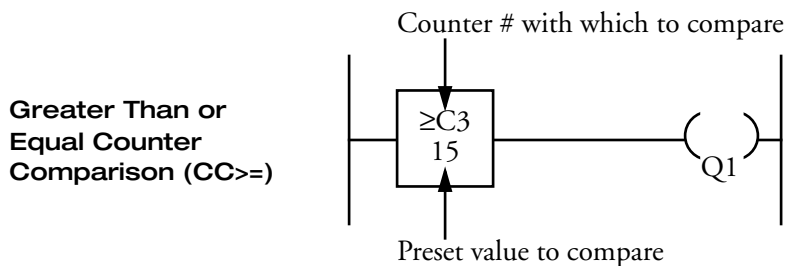 Counter # with which to compare
Greater Than or
Equal Counter
Comparison (CC>=)
≥C3
15
Q1
Preset value to compare